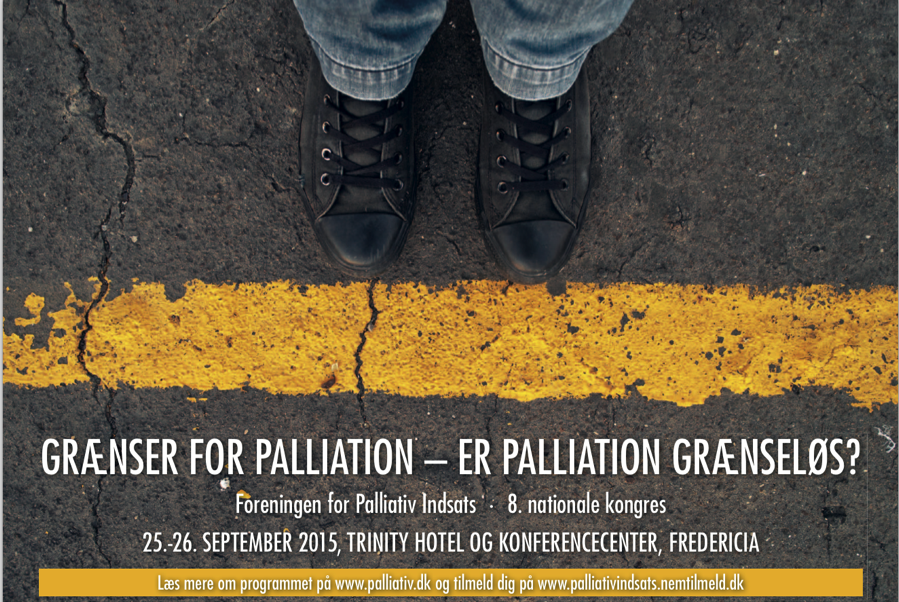 GRÆNSER FOR PALLIATION – ER PALLIATION GRÆNSELØS?
Foreningen for Palliativ Indsats · 8. nationale kongres
25.-26. SEPTEMBER 2015, TRINITY HOTEL OG KONFERENCECENTER, FREDERICIA
Læs mere om programmet på www.palliativ.dk og tilmeld dig på www.palliativindsats.nemtilmeld.dk